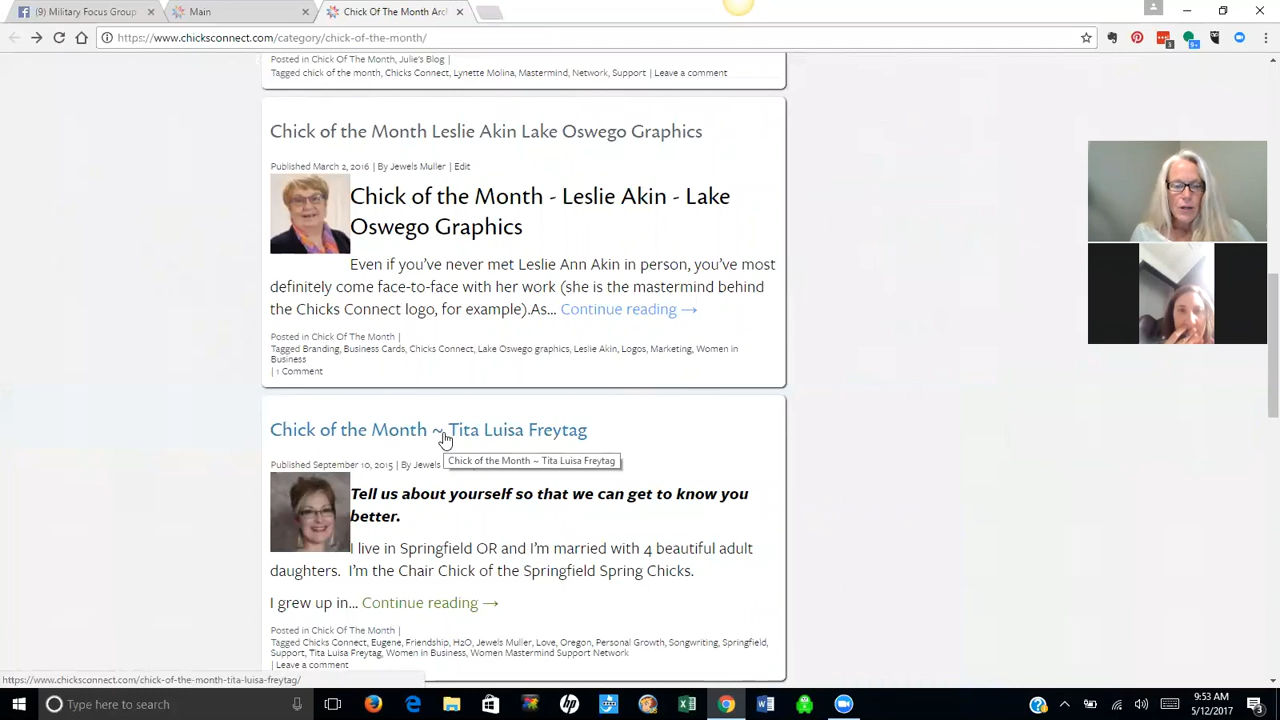 (9) Military Focus Group
Main
Chick Of The Month Arc
https://www.chicksconnect.com/category/chick-of-the-month/
Posted in Chick Of The Month, Julie's Blog |
Tagged chick of the month, Chicks Connect, Lynette Molina, Mastermind, Network, Support | Leave a comment
Chick of the Month Leslie Akin Lake Oswego Graphics
Published March 2, 2016 | By Jewels Muller | Edit
Chick of the Month - Leslie Akin - Lake
Oswego Graphics
Even if you've never met Leslie Ann Akin in person, you've most
definitely come face-to-face with her work (she is the mastermind behind
the Chicks Connect logo, for example).As... Continue reading →
Posted in Chick Of The Month |
Tagged Branding, Business Cards, Chicks Connect, Lake Oswego graphics, Leslie Akin, Logos, Marketing, Women in
Business
| 1 Comment
Chick of the Month ~ Tita Luisa Freytag
Published September 10, 2015 | By Jewels
Chick of the Month ~ Tita Luisa Freytag
Tell us about yourself so that we can get to know you
better.
I live in Springfield OR and I'm married with 4 beautiful adult
daughters. I'm the Chair Chick of the Springfield Spring Chicks.
I grew up in... Continue reading →
Posted in Chick Of The Month |
Tagged Chicks Connect, Eugene, Friendship, H2O, Jewels Muller, Love, Oregon, Personal Growth, Songwriting, Springfield,
Support, Tita Luisa Freytag, Women in Business, Women Mastermind Support Network
| Leave a comment
https://www.chicksconnect.com/chick-of-the-month-tita-luisa-freytag/
Type here to search
9:53 AM
5/12/2017